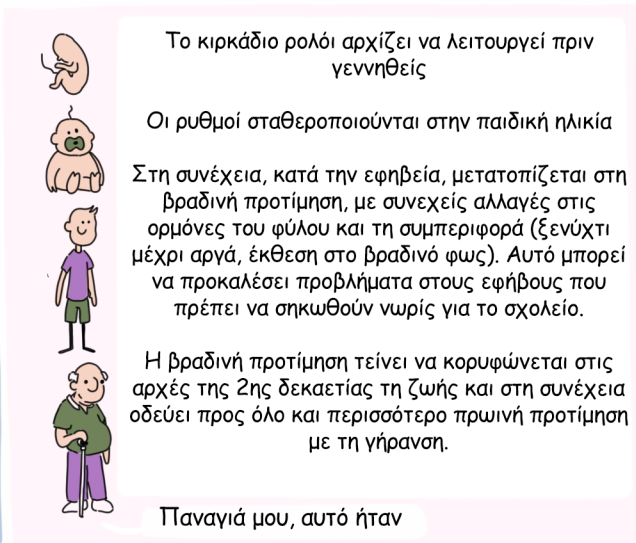 Το κιρκάδιο ρολόι αρχίζει να λειτουργεί πριν
γεννηθείς
Οι ρυθμοί σταθεροποιούνται στην παιδική ηλικία
Στη συνέχεια, κατά την εφηβεία, μετατοπίζεται στη
βραδινή προτίμηση, με συνεχείς αλλαγές στις
ορμόνες του φύλου και τη συμπεριφορά (ξενύχτι
μέχρι αργά, έκθεση στο βραδινό φως). Αυτό μπορεί
να προκαλέσει προβλήματα στους εφήβους που
πρέπει να σηκωθούν νωρίς για το σχολείο.
Η βραδινή προτίμηση τείνει να κορυφώνεται στις
αρχές της 2ης δεκαετίας τη ζωής και στη συνέχεια
οδεύει προς όλο και περισσότερο πρωινή προτίμηση
με τη γήρανση.
Παναγιά μου, αυτό ήταν